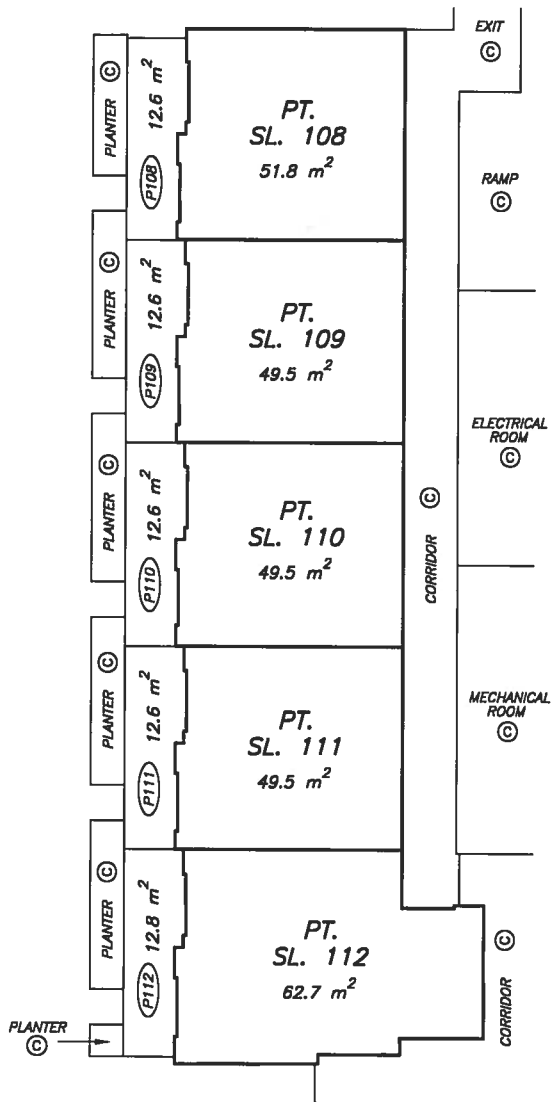 EXIT
Ⓒ
PLANTER Ⓒ
12.6 m²
P108
PT.
SL. 108
51.8 m²
RAMP
Ⓒ
PLANTER Ⓒ
12.6 m²
P109
PT.
SL. 109
49.5 m²
ELECTRICAL
ROOM
Ⓒ
PLANTER Ⓒ
12.6 m²
P110
PT.
SL. 110
49.5 m²
CORRIDOR Ⓒ
PLANTER Ⓒ
12.6 m²
P111
PT.
SL. 111
49.5 m²
MECHANICAL
ROOM
Ⓒ
PLANTER Ⓒ
12.8 m²
P112
PT.
SL. 112
62.7 m²
CORRIDOR Ⓒ
PLANTER
Ⓒ